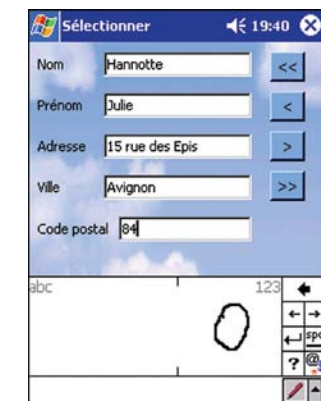 Sélectionner 19:40
Nom Hannotte <<
Prénom Julie <
Adresse 15 rue des Epis >
Ville Avignon >>
Code postal 84
abc 123
0
spc
? @